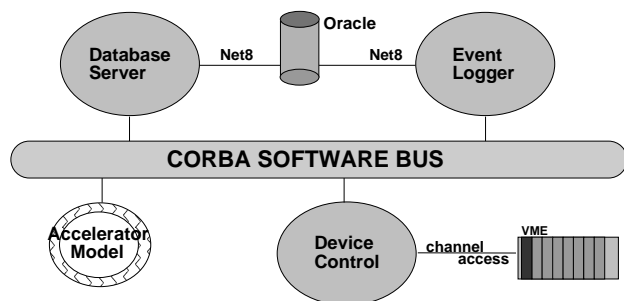 Oracle
Database
Server
Net8
Net8
Event
Logger
CORBA SOFTWARE BUS
Accelerator
Model
Device
Control
channel
access
VME